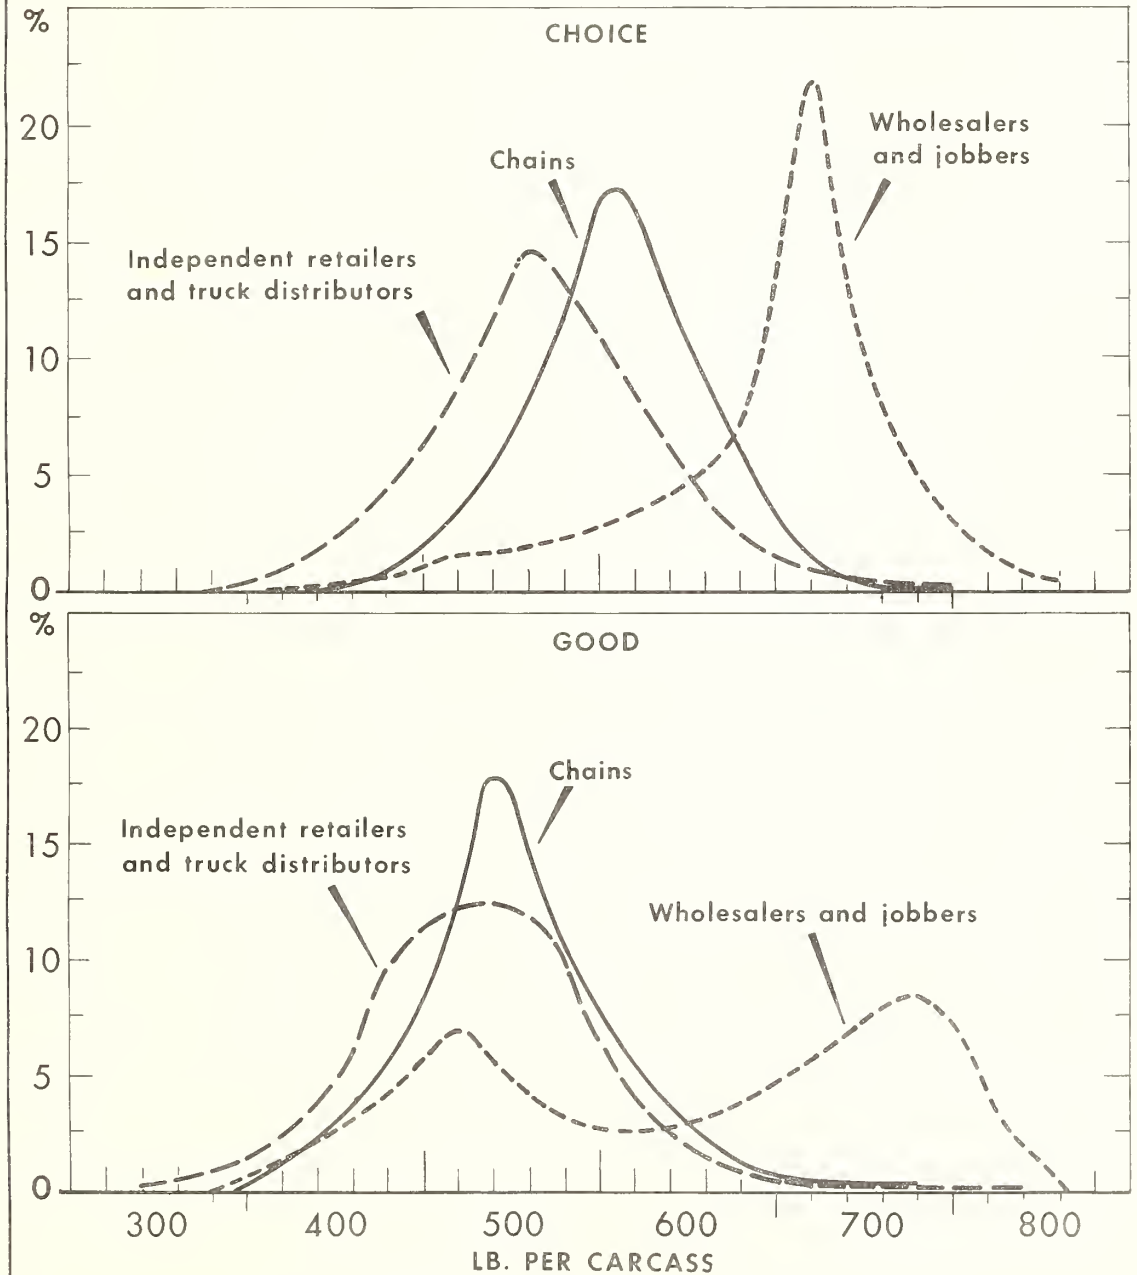 %
CHOICE
20
Wholesalers
and jobbers
Chains
15
Independent retailers
and truck distributors
10
5
0
%
GOOD
20
Chains
Independent retailers
and truck distributors
15
Wholesalers and jobbers
10
5
0
300 400 500 600 700 800
LB. PER CARCASS